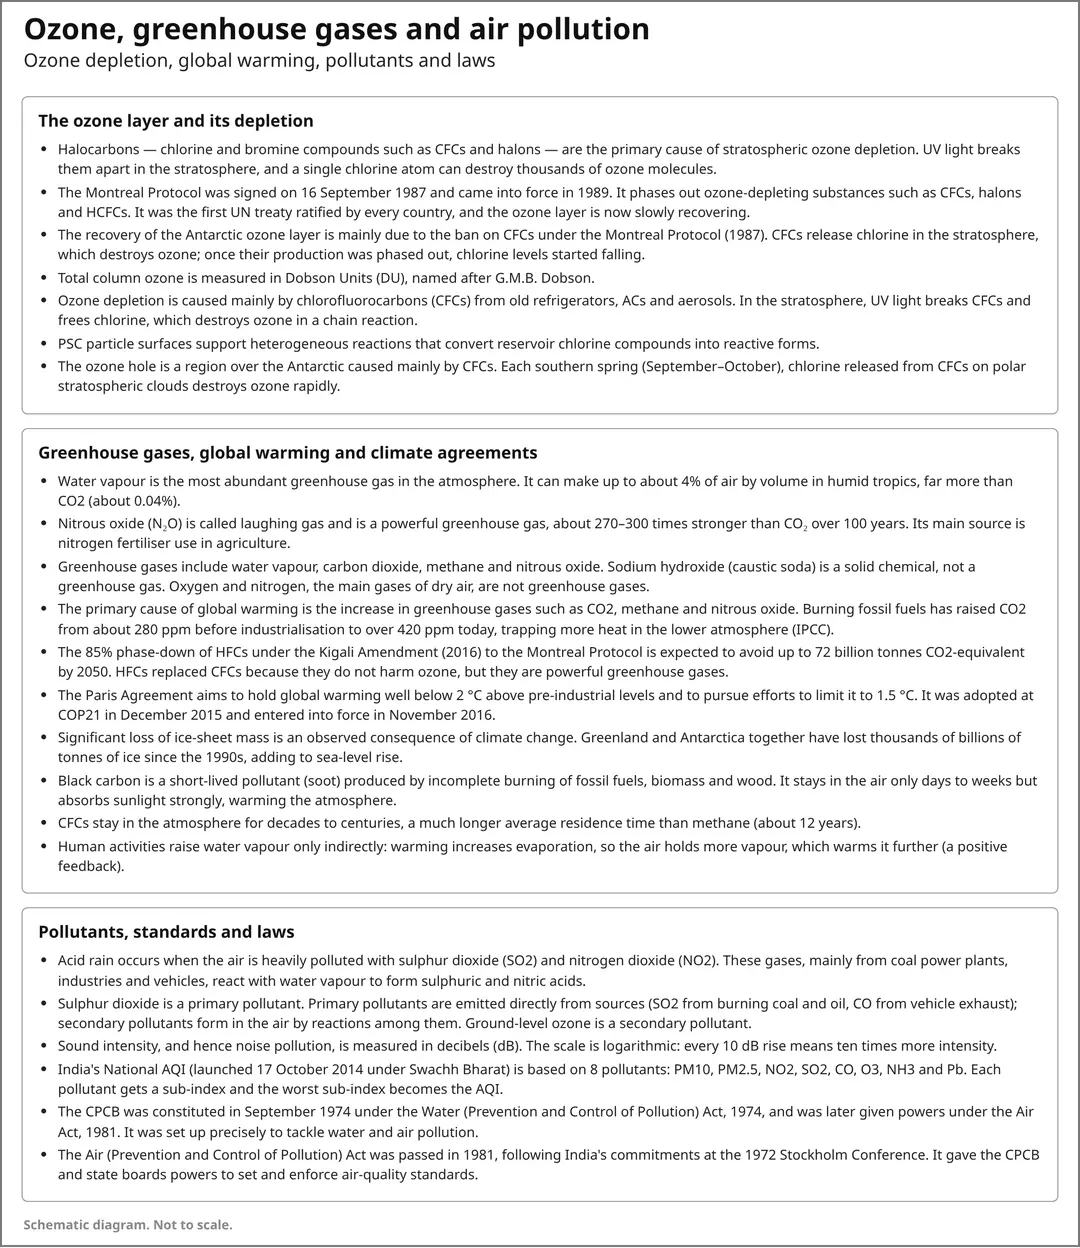 Ozone, greenhouse gases and air pollution
Ozone depletion, global warming, pollutants and laws
The ozone layer and its depletion
• Halocarbons — chlorine and bromine compounds such as CFCs and halons — are the primary cause of stratospheric ozone depletion. UV light breaks
them apart in the stratosphere, and a single chlorine atom can destroy thousands of ozone molecules.
• The Montreal Protocol was signed on 16 September 1987 and came into force in 1989. It phases out ozone-depleting substances such as CFCs, halons
and HCFCs. It was the first UN treaty ratified by every country, and the ozone layer is now slowly recovering.
• The recovery of the Antarctic ozone layer is mainly due to the ban on CFCs under the Montreal Protocol (1987). CFCs release chlorine in the stratosphere,
which destroys ozone; once their production was phased out, chlorine levels started falling.
• Total column ozone is measured in Dobson Units (DU), named after G.M.B. Dobson.
• Ozone depletion is caused mainly by chlorofluorocarbons (CFCs) from old refrigerators, ACs and aerosols. In the stratosphere, UV light breaks CFCs and
frees chlorine, which destroys ozone in a chain reaction.
• PSC particle surfaces support heterogeneous reactions that convert reservoir chlorine compounds into reactive forms.
• The ozone hole is a region over the Antarctic caused mainly by CFCs. Each southern spring (September–October), chlorine released from CFCs on polar
stratospheric clouds destroys ozone rapidly.
Greenhouse gases, global warming and climate agreements
• Water vapour is the most abundant greenhouse gas in the atmosphere. It can make up to about 4% of air by volume in humid tropics, far more than
CO2 (about 0.04%).
• Nitrous oxide (N₂O) is called laughing gas and is a powerful greenhouse gas, about 270–300 times stronger than CO₂ over 100 years. Its main source is
nitrogen fertiliser use in agriculture.
• Greenhouse gases include water vapour, carbon dioxide, methane and nitrous oxide. Sodium hydroxide (caustic soda) is a solid chemical, not a
greenhouse gas. Oxygen and nitrogen, the main gases of dry air, are not greenhouse gases.
• The primary cause of global warming is the increase in greenhouse gases such as CO2, methane and nitrous oxide. Burning fossil fuels has raised CO2
from about 280 ppm before industrialisation to over 420 ppm today, trapping more heat in the lower atmosphere (IPCC).
• The 85% phase-down of HFCs under the Kigali Amendment (2016) to the Montreal Protocol is expected to avoid up to 72 billion tonnes CO2-equivalent
by 2050. HFCs replaced CFCs because they do not harm ozone, but they are powerful greenhouse gases.
• The Paris Agreement aims to hold global warming well below 2 °C above pre-industrial levels and to pursue efforts to limit it to 1.5 °C. It was adopted at
COP21 in December 2015 and entered into force in November 2016.
• Significant loss of ice-sheet mass is an observed consequence of climate change. Greenland and Antarctica together have lost thousands of billions of
tonnes of ice since the 1990s, adding to sea-level rise.
• Black carbon is a short-lived pollutant (soot) produced by incomplete burning of fossil fuels, biomass and wood. It stays in the air only days to weeks but
absorbs sunlight strongly, warming the atmosphere.
• CFCs stay in the atmosphere for decades to centuries, a much longer average residence time than methane (about 12 years).
• Human activities raise water vapour only indirectly: warming increases evaporation, so the air holds more vapour, which warms it further (a positive
feedback).
Pollutants, standards and laws
• Acid rain occurs when the air is heavily polluted with sulphur dioxide (SO2) and nitrogen dioxide (NO2). These gases, mainly from coal power plants,
industries and vehicles, react with water vapour to form sulphuric and nitric acids.
• Sulphur dioxide is a primary pollutant. Primary pollutants are emitted directly from sources (SO2 from burning coal and oil, CO from vehicle exhaust);
secondary pollutants form in the air by reactions among them. Ground-level ozone is a secondary pollutant.
• Sound intensity, and hence noise pollution, is measured in decibels (dB). The scale is logarithmic: every 10 dB rise means ten times more intensity.
• India's National AQI (launched 17 October 2014 under Swachh Bharat) is based on 8 pollutants: PM10, PM2.5, NO2, SO2, CO, O3, NH3 and Pb. Each
pollutant gets a sub-index and the worst sub-index becomes the AQI.
• The CPCB was constituted in September 1974 under the Water (Prevention and Control of Pollution) Act, 1974, and was later given powers under the Air
Act, 1981. It was set up precisely to tackle water and air pollution.
• The Air (Prevention and Control of Pollution) Act was passed in 1981, following India's commitments at the 1972 Stockholm Conference. It gave the CPCB
and state boards powers to set and enforce air-quality standards.
Schematic diagram. Not to scale.